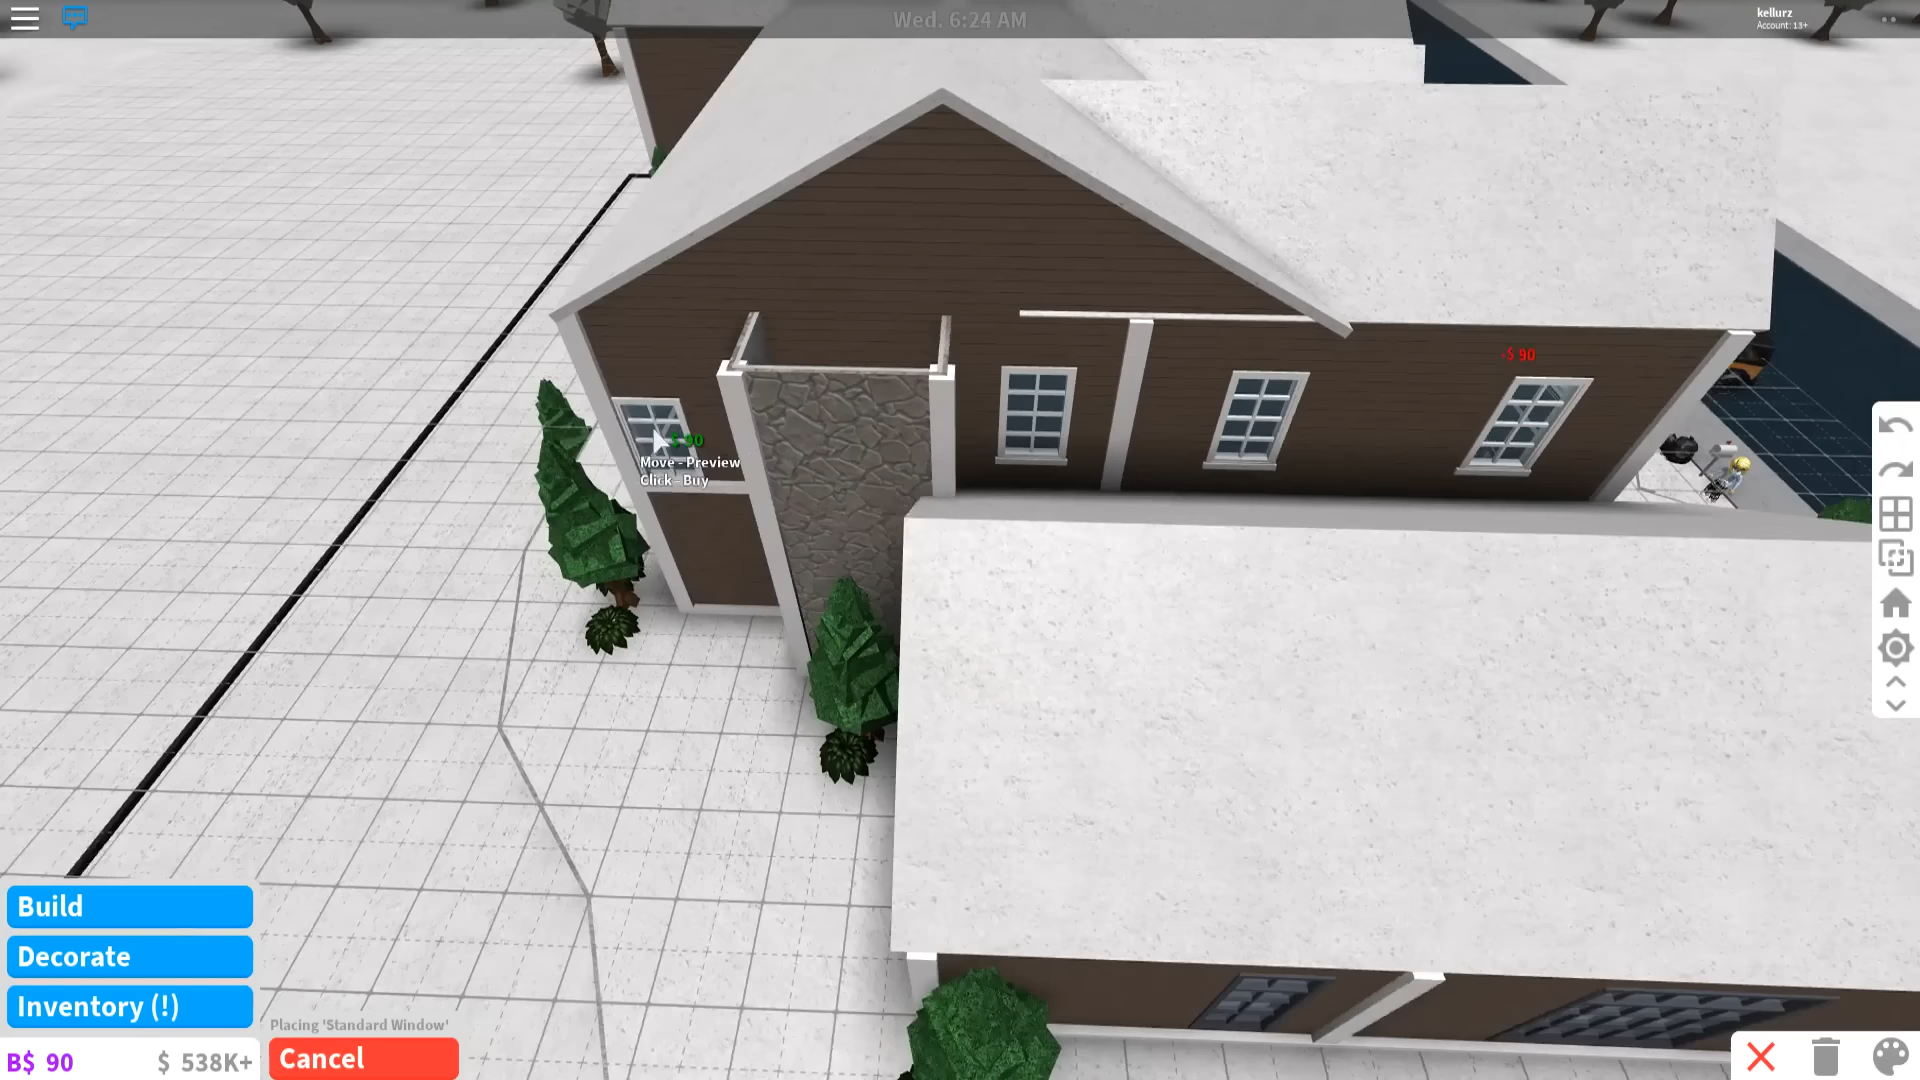 Wed. 6:24 AM
kellurz
Account: 13+
-$ 90
$ 90
Move - Preview
Click - Buy
Build
Decorate
Inventory (!)
Placing 'Standard Window'
B$ 90
$ 538K+
Cancel